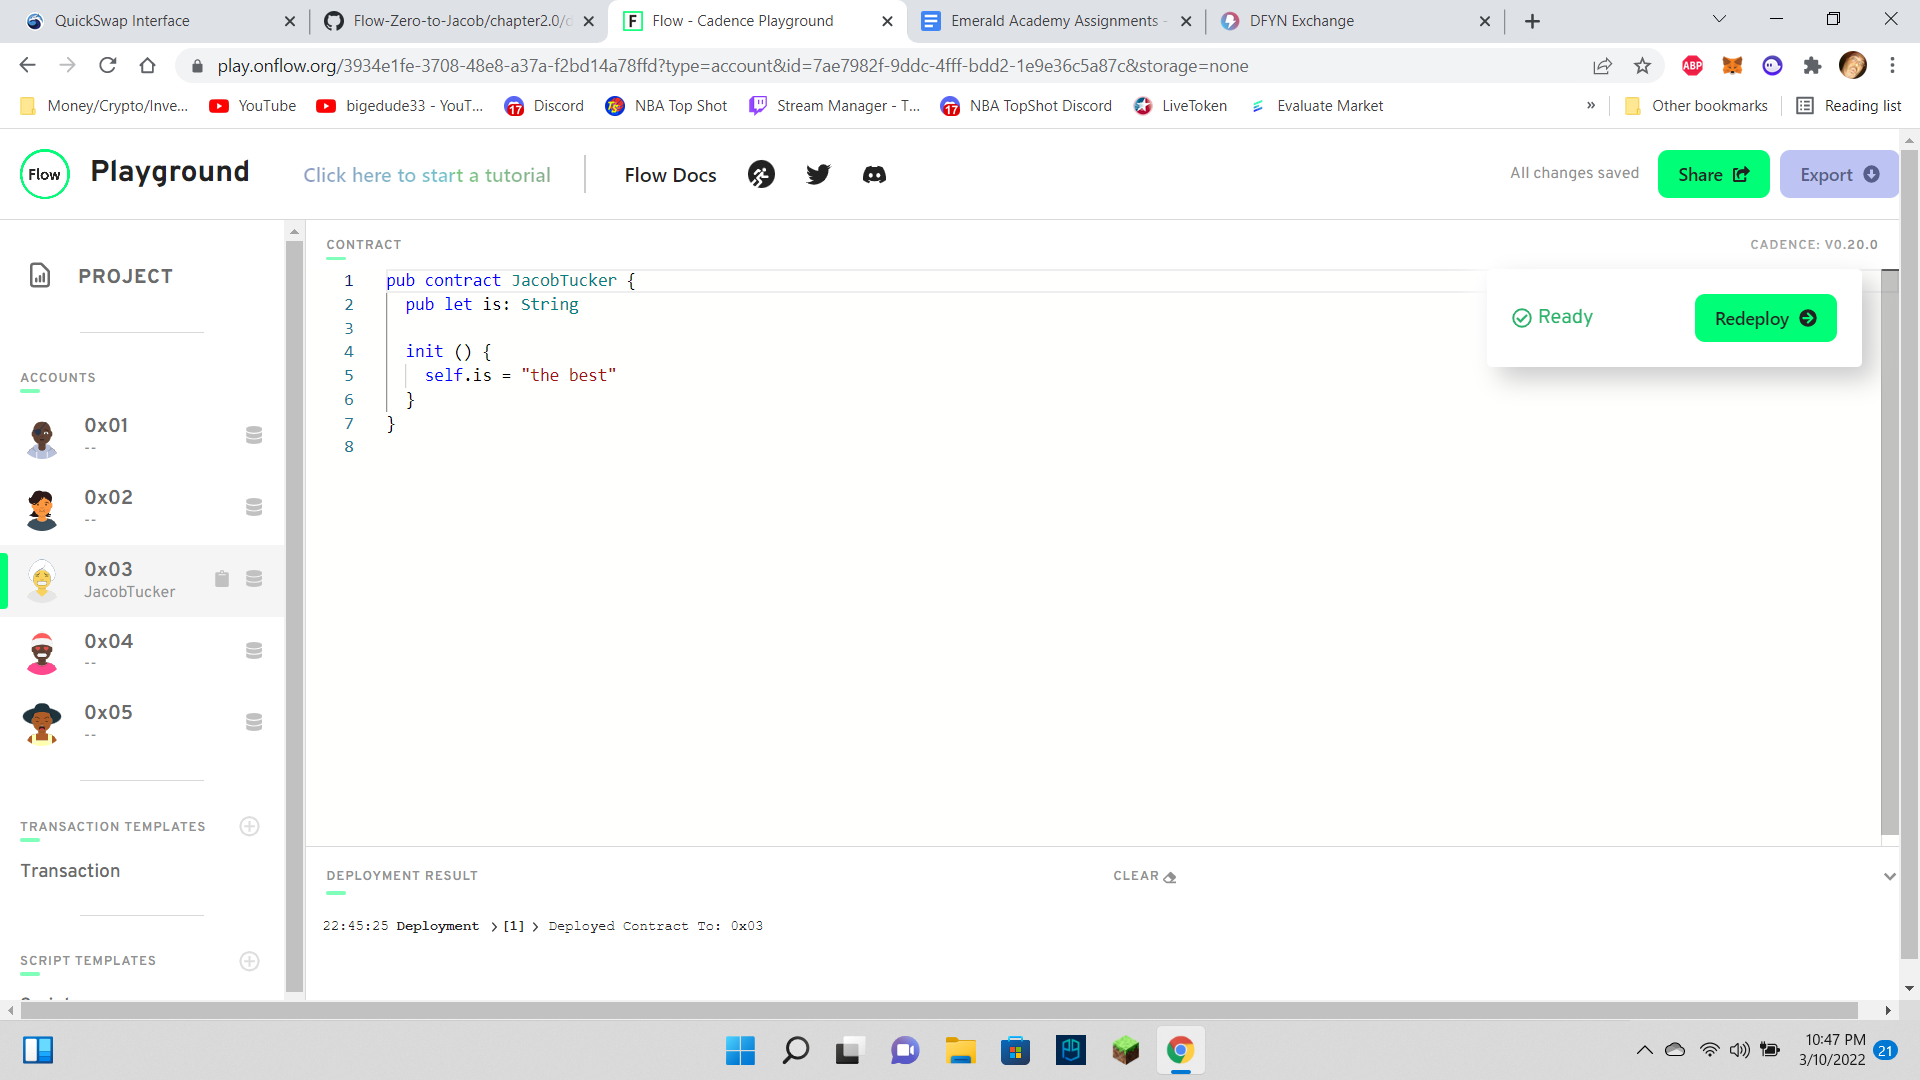 QuickSwap Interface
Flow-Zero-to-Jacob/chapter2.0/
Flow - Cadence Playground
Emerald Academy Assignments -
DFYN Exchange
play.onflow.org/3934e1fe-3708-48e8-a37a-f2bd14a78ffd?type=account&id=7ae7982f-9ddc-4fff-bdd2-1e9e36c5a87c&storage=none
ABP
Money/Crypto/Inve...
YouTube
bigedude33 - YouT...
17
Discord
NBA Top Shot
Stream Manager - T...
17
NBA TopShot Discord
LiveToken
Evaluate Market
»
Other bookmarks
Reading list
Flow
Playground
Click here to start a tutorial
Flow Docs
All changes saved
Share
Export
PROJECT
ACCOUNTS
0x01
--
0x02
--
0x03
JacobTucker
0x04
--
0x05
--
TRANSACTION TEMPLATES
Transaction
SCRIPT TEMPLATES
CONTRACT
CADENCE: V0.20.0
1 pub contract JacobTucker {
2 pub let is: String
3
4 init () {
5 self.is = "the best"
6 }
7 }
8
Ready
Redeploy
DEPLOYMENT RESULT
CLEAR
22:45:25 Deployment > [1] > Deployed Contract To: 0x03
10:47 PM
3/10/2022
21